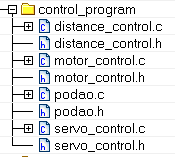 control_program
distance_control.c
distance_control.h
motor_control.c
motor_control.h
podao.c
podao.h
servo_control.c
servo_control.h